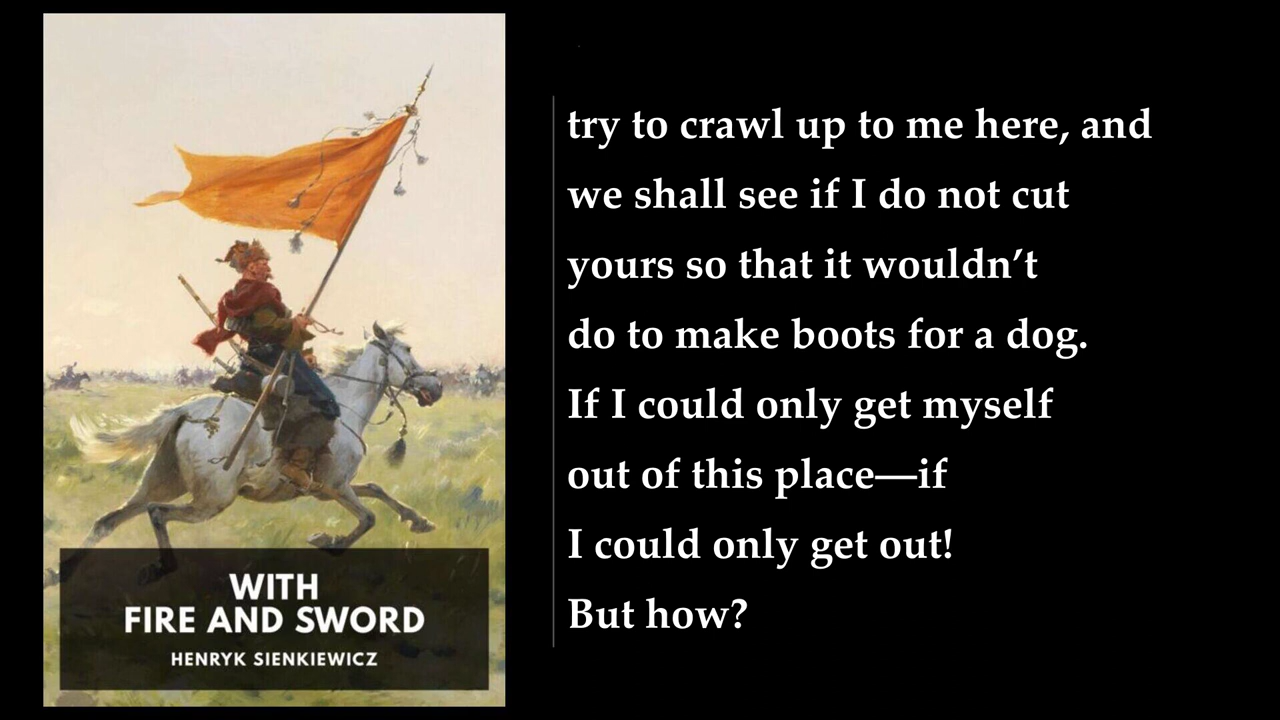 WITH
FIRE AND SWORD
HENRYK SIENKIEWICZ
try to crawl up to me here, and
we shall see if I do not cut
yours so that it wouldn’t
do to make boots for a dog.
If I could only get myself
out of this place—if
I could only get out!
But how?